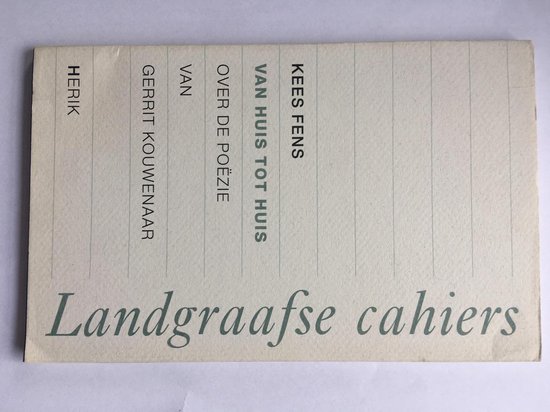 KEES FENS
VAN HUIS TOT HUIS
OVER DE POËZIE
VAN
GERRIT KOUWENAAR
HERIK
Landgraafse cahiers